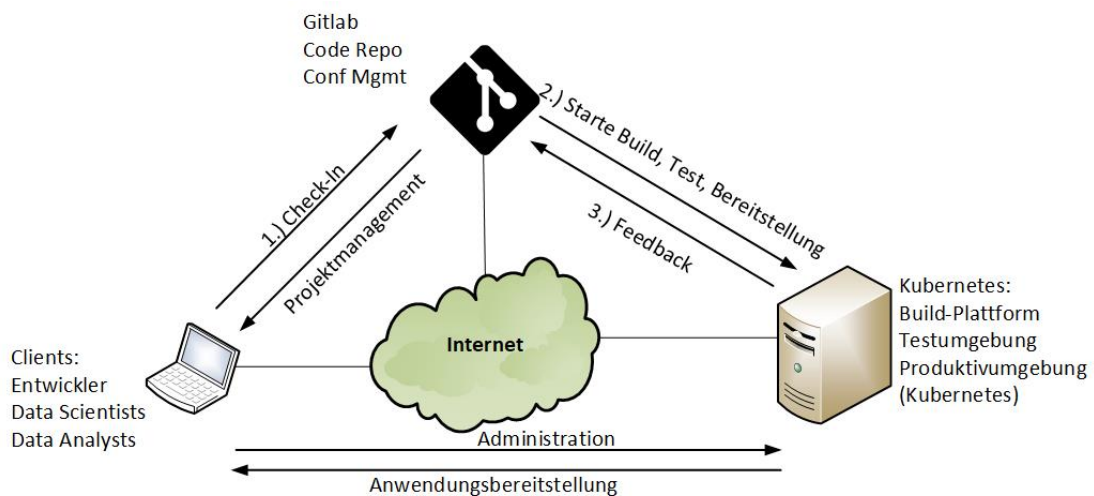 Gitlab
Code Repo
Conf Mgmt
1.) Check-In
Projektmanagement
2.) Starte Build, Test, Bereitstellung
3.) Feedback
Internet
Clients:
Entwickler
Data Scientists
Data Analysts
Kubernetes:
Build-Plattform
Testumgebung
Produktivumgebung
(Kubernetes)
Administration
Anwendungsbereitstellung